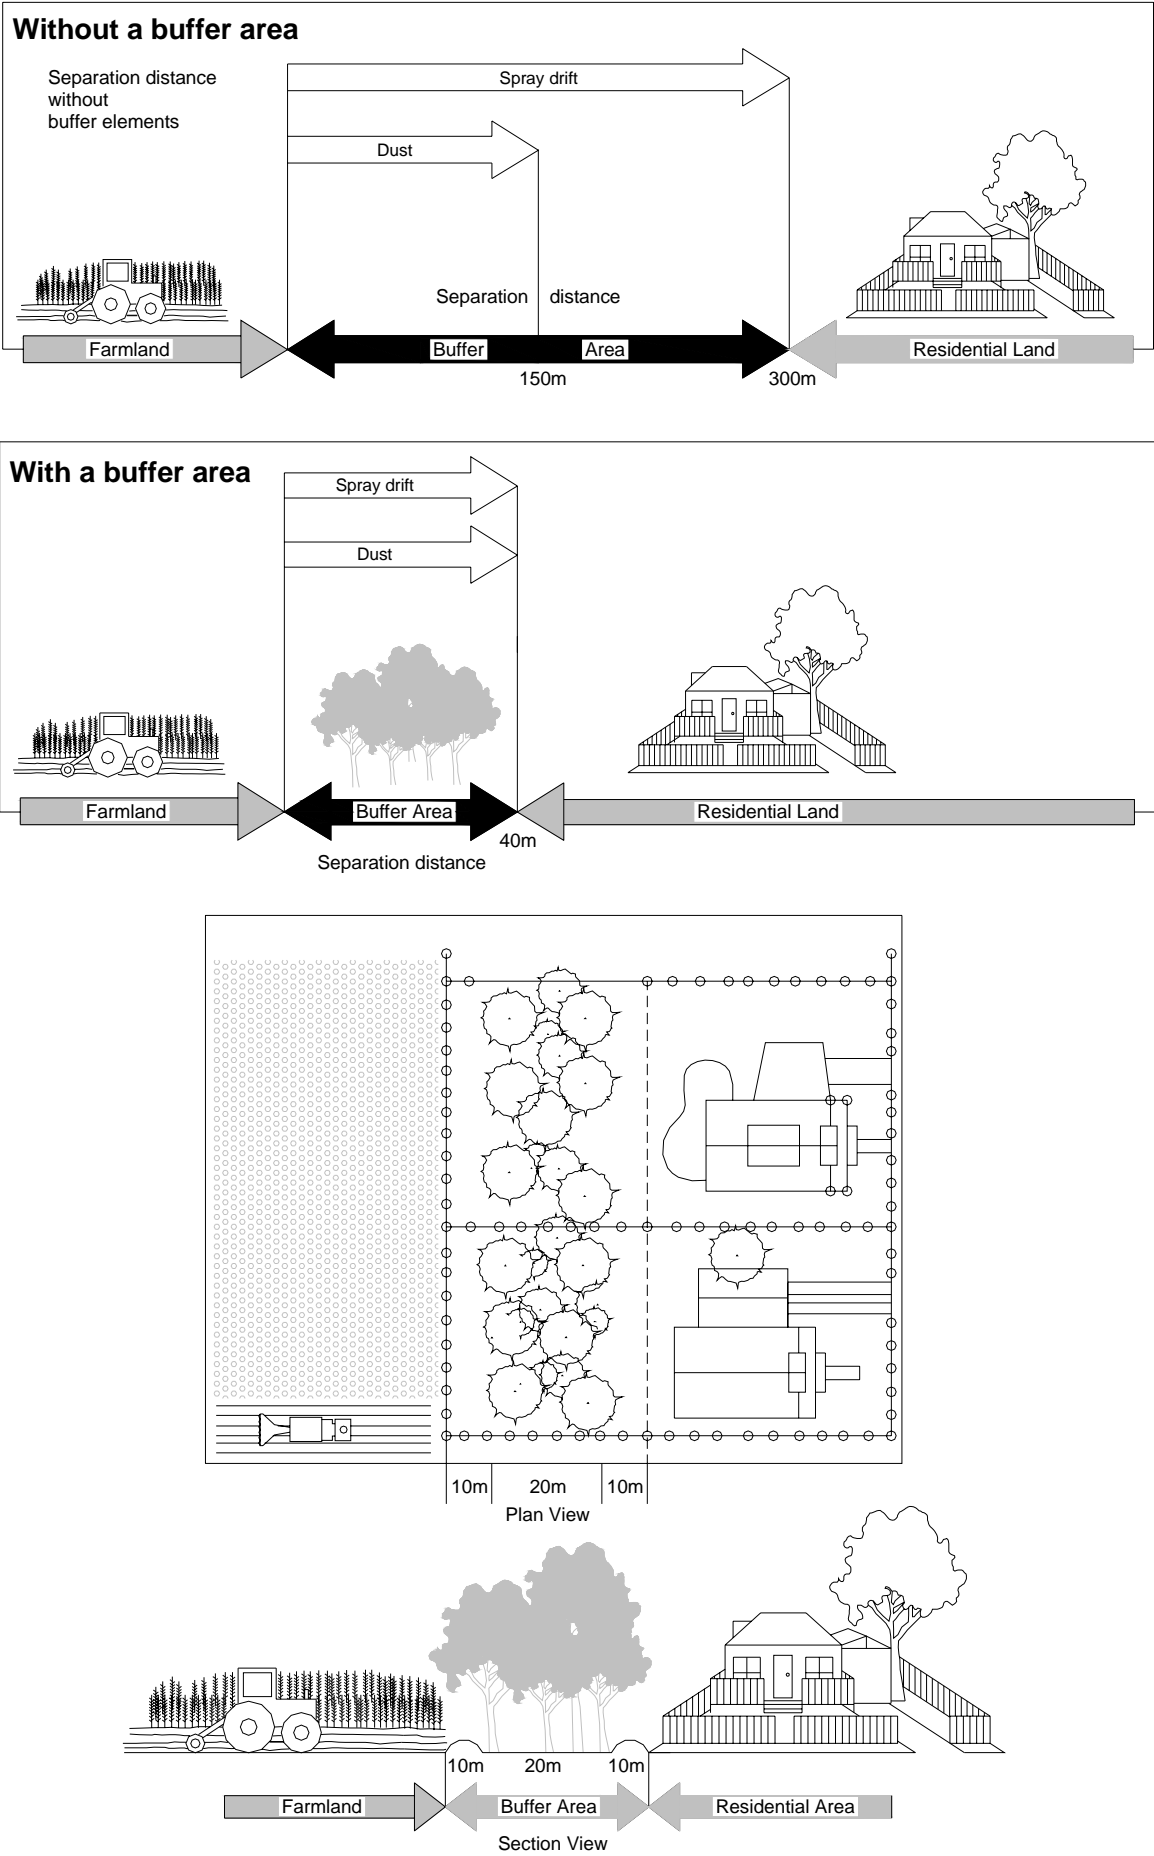 Without a buffer area
Separation distance
without
buffer elements
Spray drift
Dust
Separation distance
Farmland
Buffer Area
Residential Land
150m
300m
With a buffer area
Spray drift
Dust
Farmland
Buffer Area
Residential Land
40m
Separation distance
10m 20m 10m
Plan View
10m 20m 10m
Farmland
Buffer Area
Residential Area
Section View